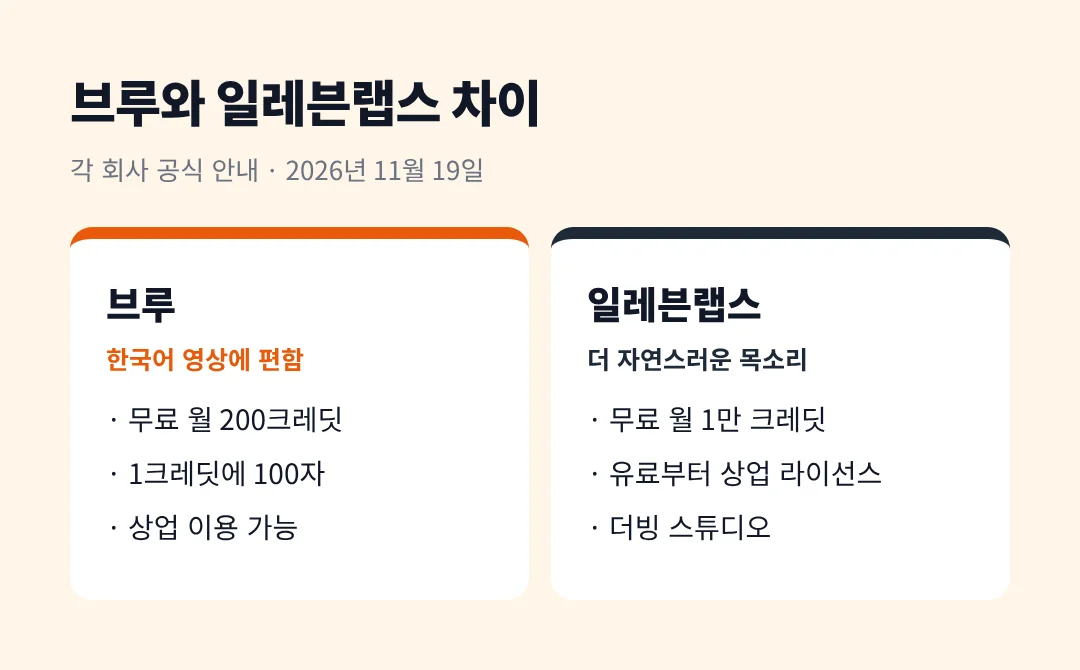 브루와 일레븐랩스 차이
각 회사 공식 안내 · 2026년 11월 19일
브루
한국어 영상에 편함
· 무료 월 200크레딧
· 1크레딧에 100자
· 상업 이용 가능
일레븐랩스
더 자연스러운 목소리
· 무료 월 1만 크레딧
· 유료부터 상업 라이선스
· 더빙 스튜디오